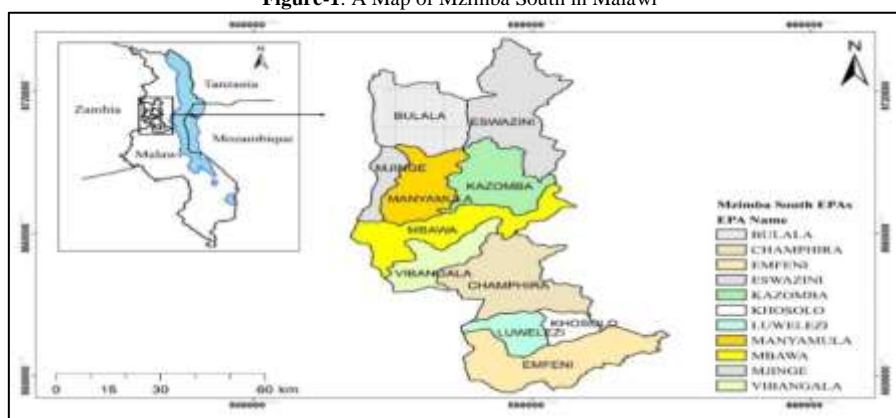 Figure-1: A Map of Mzimba South in Malawi
N
Tanzania
Zambia
Mozambique
Malawi
N
BULALA
ESWAZINI
MJINGE
KAZOMBA
MANYAMULA
MBAWA
VIBANGALA
CHAMPHIRA
LUWELEZI
KHOSOLO
EMFENI
Mzimba South EPAs
EPA Name
BULALA
CHAMPHIRA
EMFENI
ESWAZINI
KAZOMBA
KHOSOLO
LUWELEZI
MANYAMULA
MBAWA
MJINGE
VIBANGALA
0 30 60 km